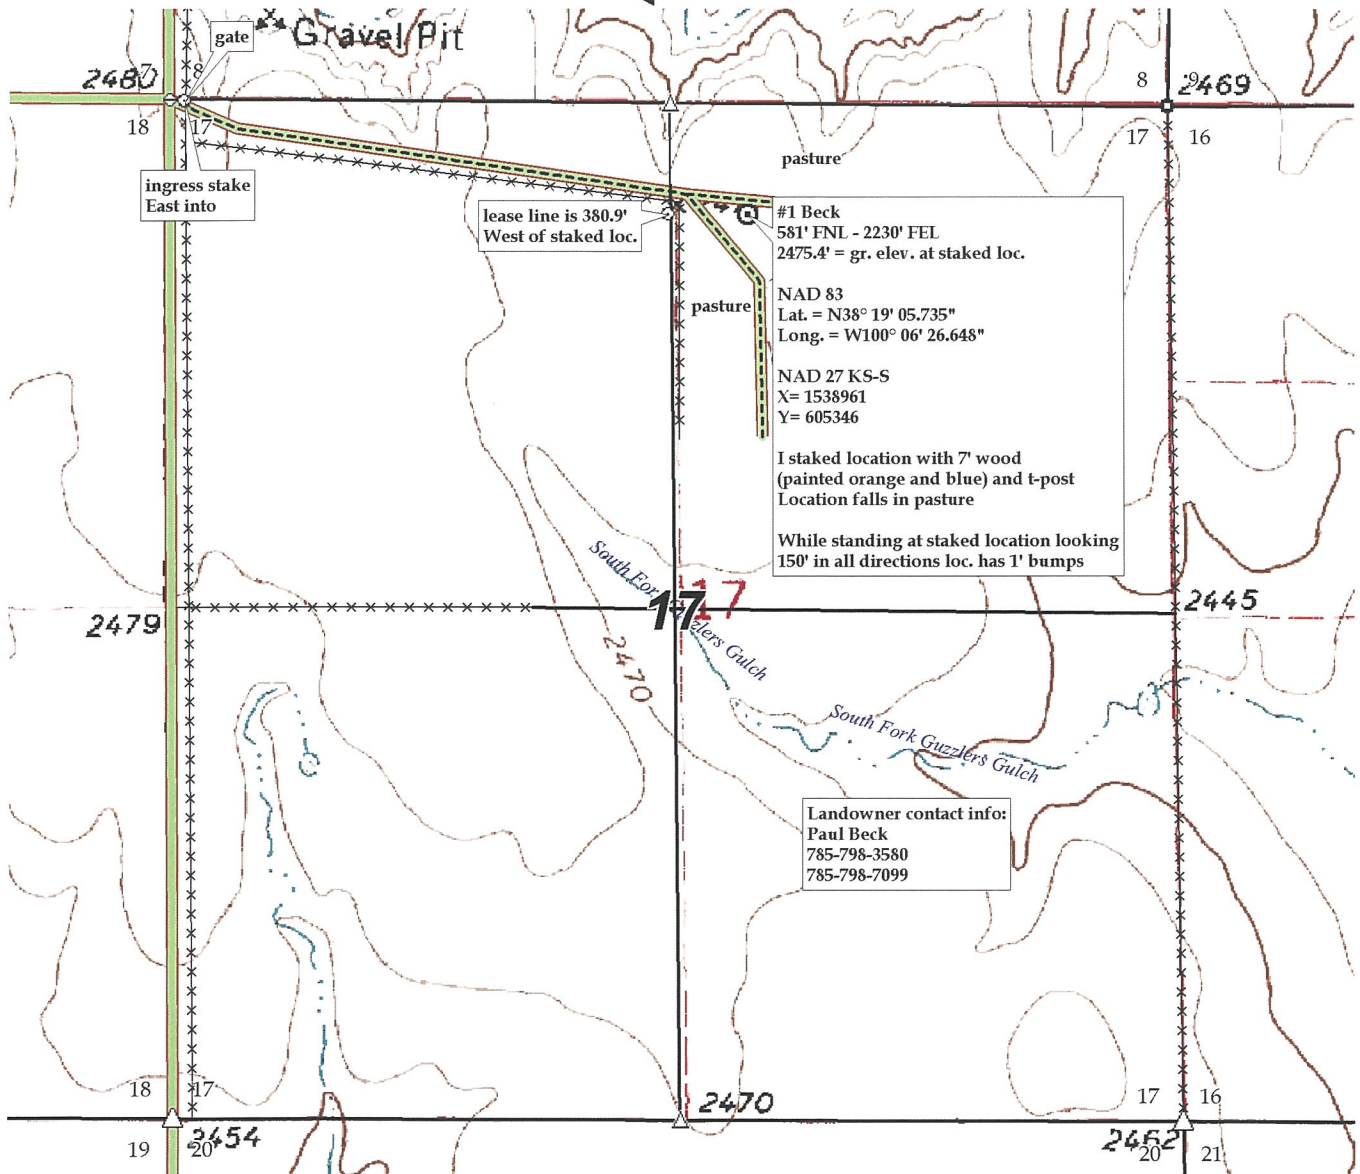 gate
Gravel Pit
2480
7
8
8
9
2469
18
17
17
16
pasture
ingress stake
East into
lease line is 380.9'
West of staked loc.
#1 Beck
581' FNL - 2230' FEL
2475.4' = gr. elev. at staked loc.
NAD 83
Lat. = N38° 19' 05.735"
Long. = W100° 06' 26.648"
pasture
NAD 27 KS-S
X= 1538961
Y= 605346
I staked location with 7' wood
(painted orange and blue) and t-post
Location falls in pasture
While standing at staked location looking
150' in all directions loc. has 1' bumps
South Fork Guzzlers Gulch
17
17
2445
2479
2470
South Fork Guzzlers Gulch
Landowner contact info:
Paul Beck
785-798-3580
785-798-7099
18
17
17
16
2470
2454
2462
19
20
20
21